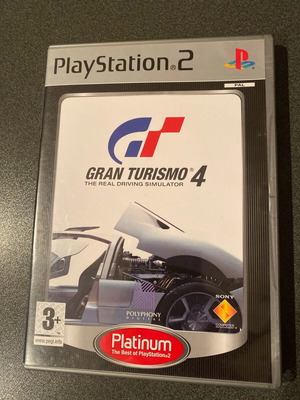 PlayStation®2
PAL
GRAN TURISMO® 4
THE REAL DRIVING SIMULATOR
POLYPHONY
DIGITAL
SONY
COMPUTER
3+
www.pegi.info
Platinum
The Best of PlayStation®2